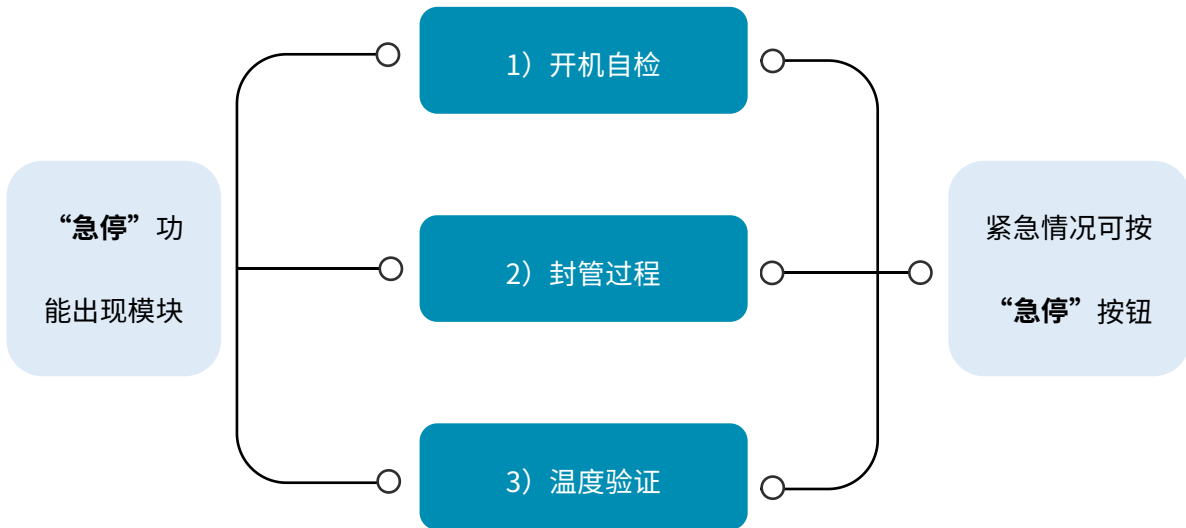 “急停”功
能出现模块
1）开机自检
2）封管过程
3）温度验证
紧急情况可按
“急停”按钮